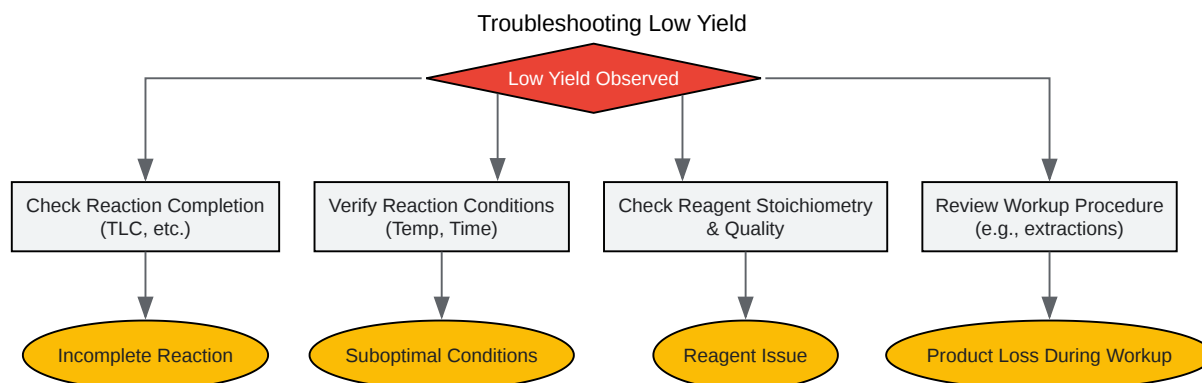 Troubleshooting Low Yield
Low Yield Observed
Check Reaction Completion
(TLC, etc.)
Verify Reaction Conditions
(Temp, Time)
Check Reagent Stoichiometry
& Quality
Review Workup Procedure
(e.g., extractions)
Incomplete Reaction
Suboptimal Conditions
Reagent Issue
Product Loss During Workup